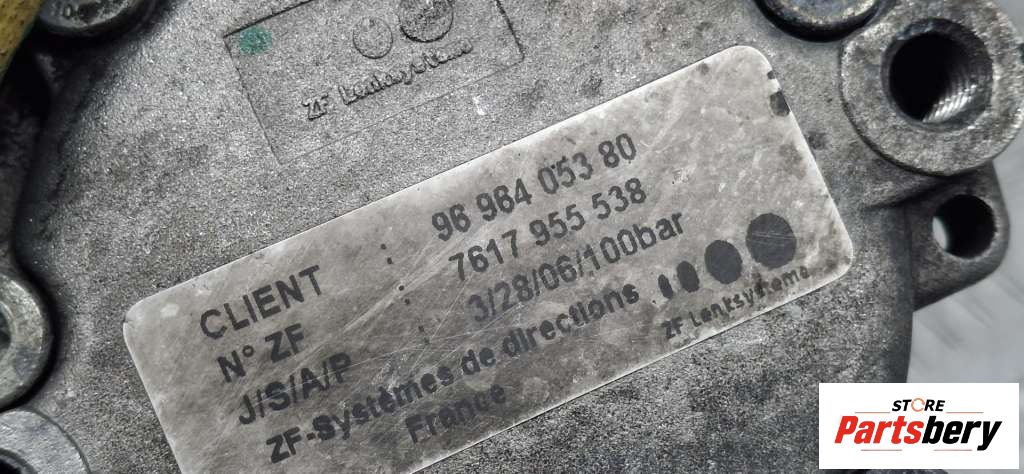 ZF Lenksysteme
CLIENT : 96 964 053 80
N° ZF : 7617 955 538
J/S/A/P : 3/28/06/100bar
ZF-Systèmes de directions
France
ZF Lenksysteme
STORE
Partsbery